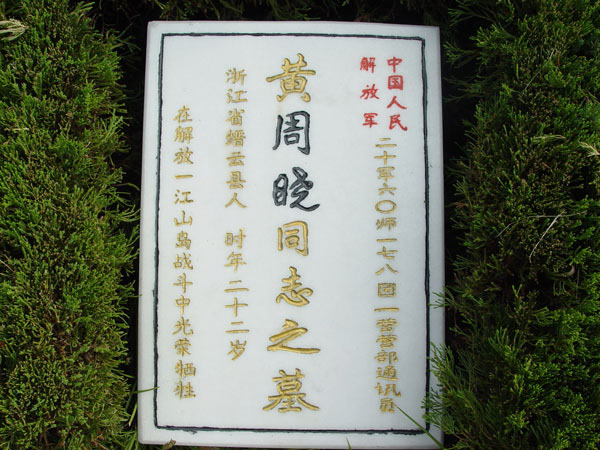 中国人民
解放军
二十军六〇师一七八团一营营部通讯员
黄周晓同志之墓
浙江省缙云县人 时年二十二岁
在解放一江山岛战斗中光荣牺牲